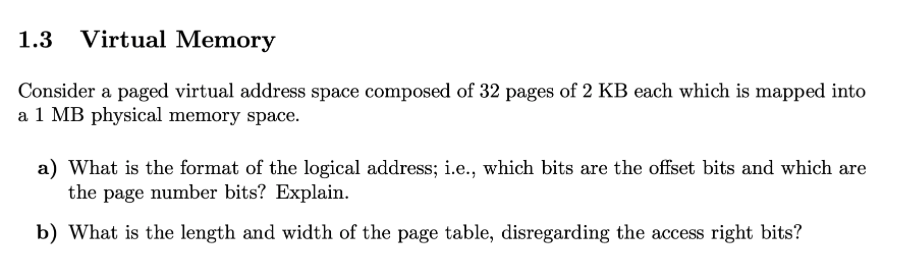 1.3 Virtual Memory
Consider a paged virtual address space composed of 32 pages of 2 KB each which is mapped into
a 1 MB physical memory space.
a) What is the format of the logical address; i.e., which bits are the offset bits and which are
the page number bits? Explain.
b) What is the length and width of the page table, disregarding the access right bits?